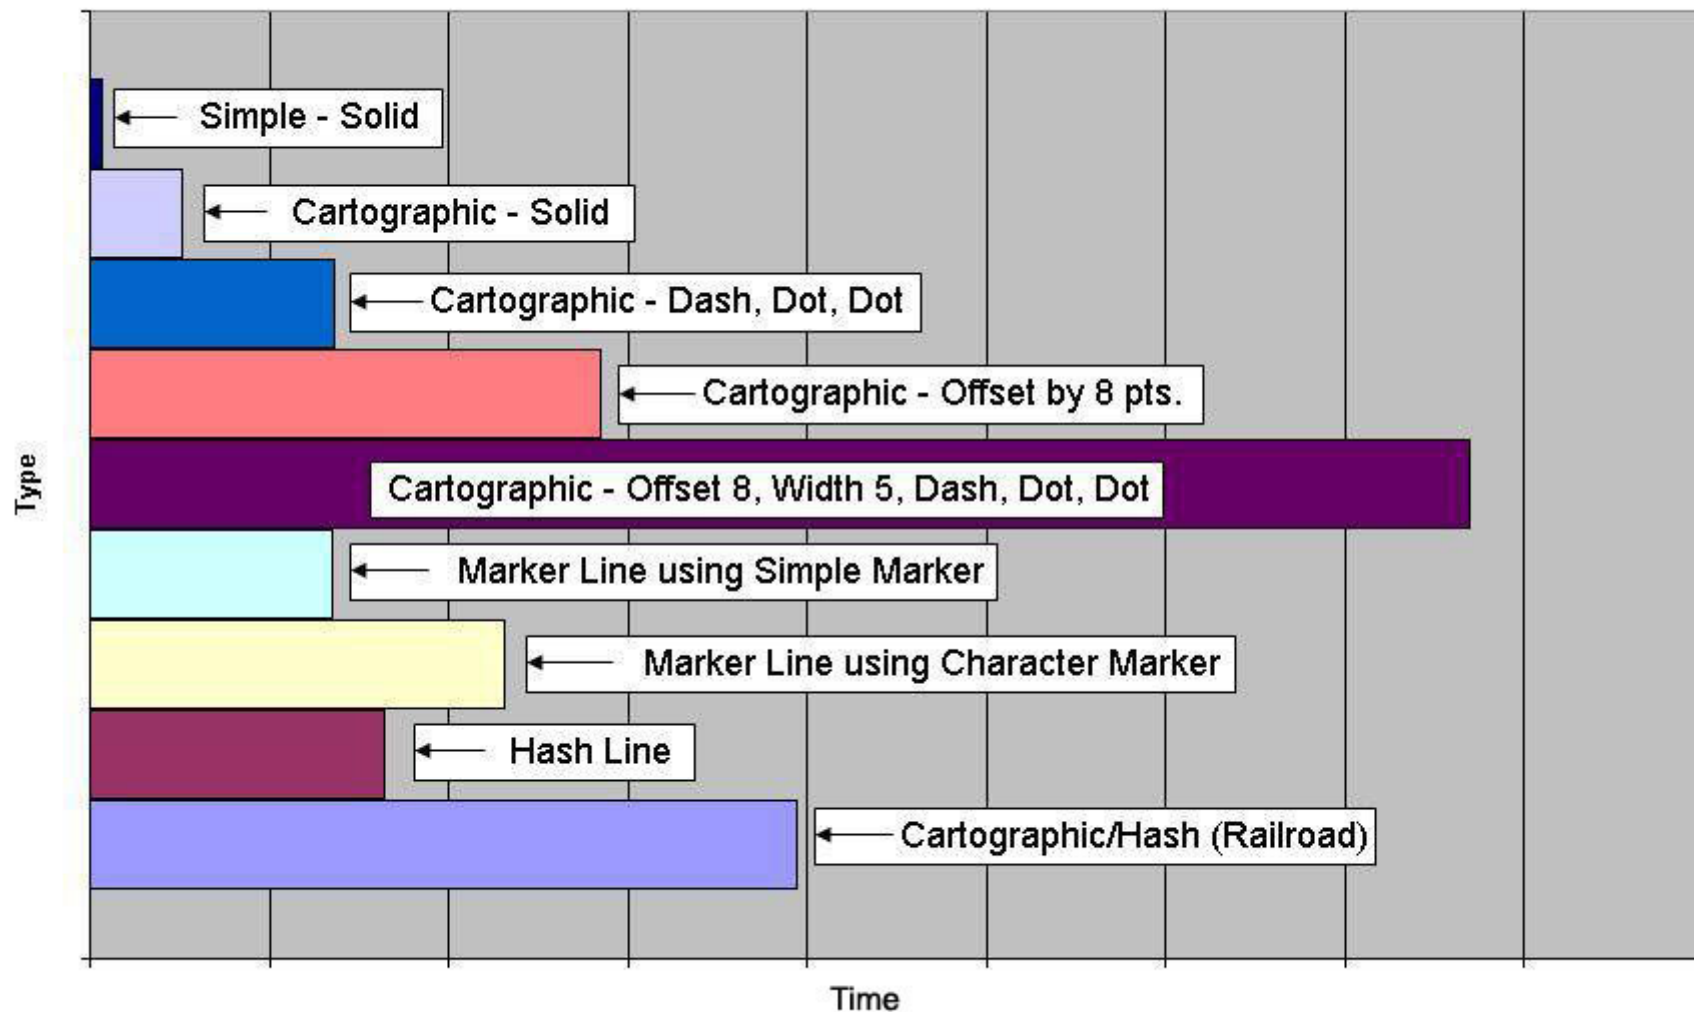 Simple - Solid
Cartographic - Solid
Cartographic - Dash, Dot, Dot
Cartographic - Offset by 8 pts.
Cartographic - Offset 8, Width 5, Dash, Dot, Dot
Marker Line using Simple Marker
Marker Line using Character Marker
Hash Line
Cartographic/Hash (Railroad)
Type
Time